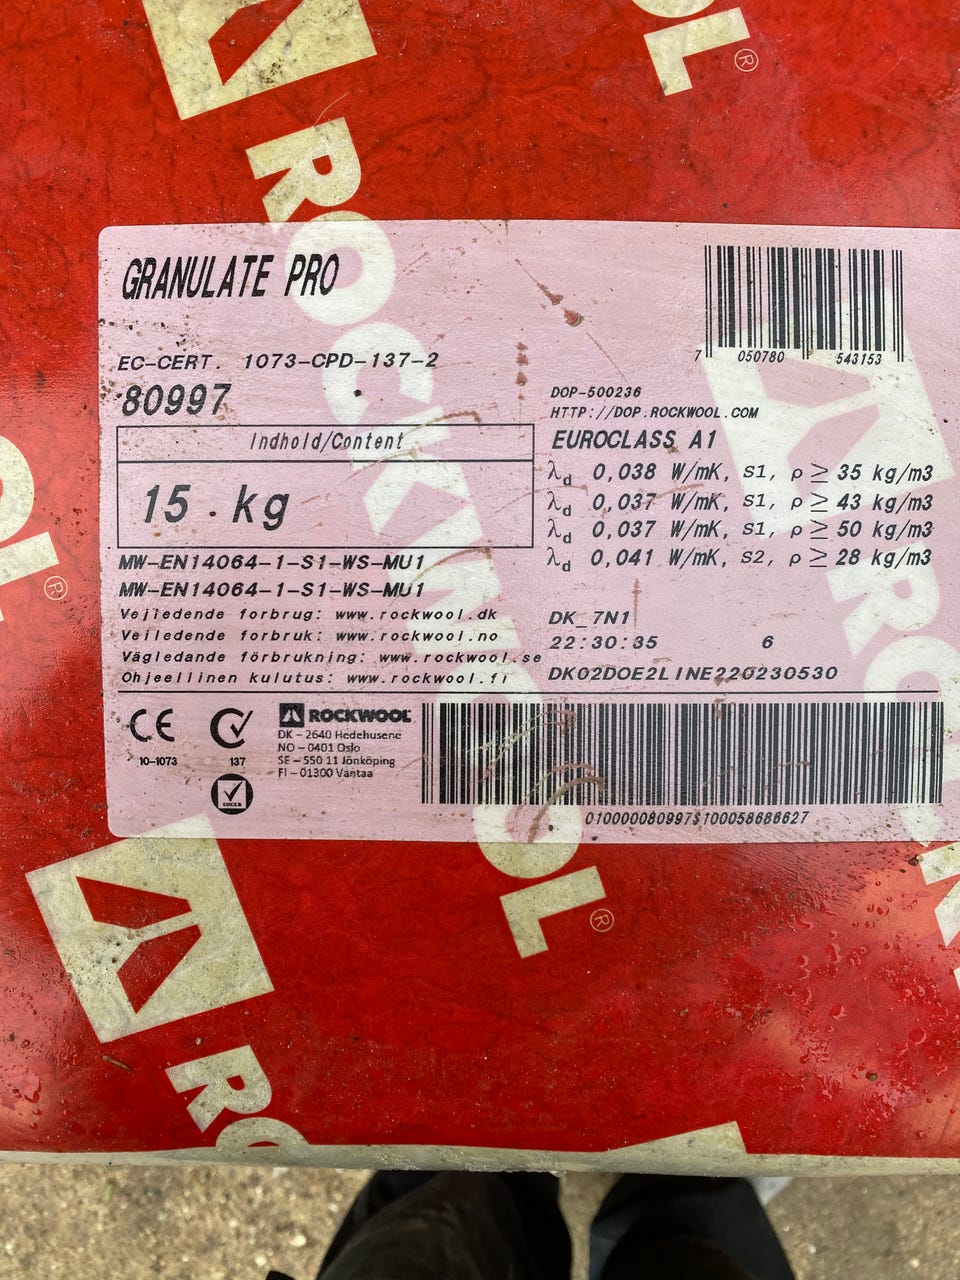 ROCKWOOL®
GRANULATE PRO
EC-CERT. 1073-CPD-137-2
80997
Indhold/Content
15 kg
MW-EN14064-1-S1-WS-MU1
MW-EN14064-1-S1-WS-MU1
Vejledende forbrug: www.rockwool.dk
Veiledende forbruk: www.rockwool.no
Vägledande förbrukning: www.rockwool.se
Ohjeellinen kulutus: www.rockwool.fi
7 050780 543153
DOP-500236
HTTP://DOP.ROCKWOOL.COM
EUROCLASS A1
λd 0,038 W/mK, S1, ρ ≥ 35 kg/m3
λd 0,037 W/mK, S1, ρ ≥ 43 kg/m3
λd 0,037 W/mK, S1, ρ ≥ 50 kg/m3
λd 0,041 W/mK, S2, ρ ≥ 28 kg/m3
DK_7N1
22:30:35 6
DK02DOE2LINE220230530
CE
10-1073
137
EUCEB
ROCKWOOL
DK – 2640 Hedehusene
NO – 0401 Oslo
SE – 550 11 Jönköping
FI – 01300 Vantaa
010000080997$100058686627
OL®
OL®
RO